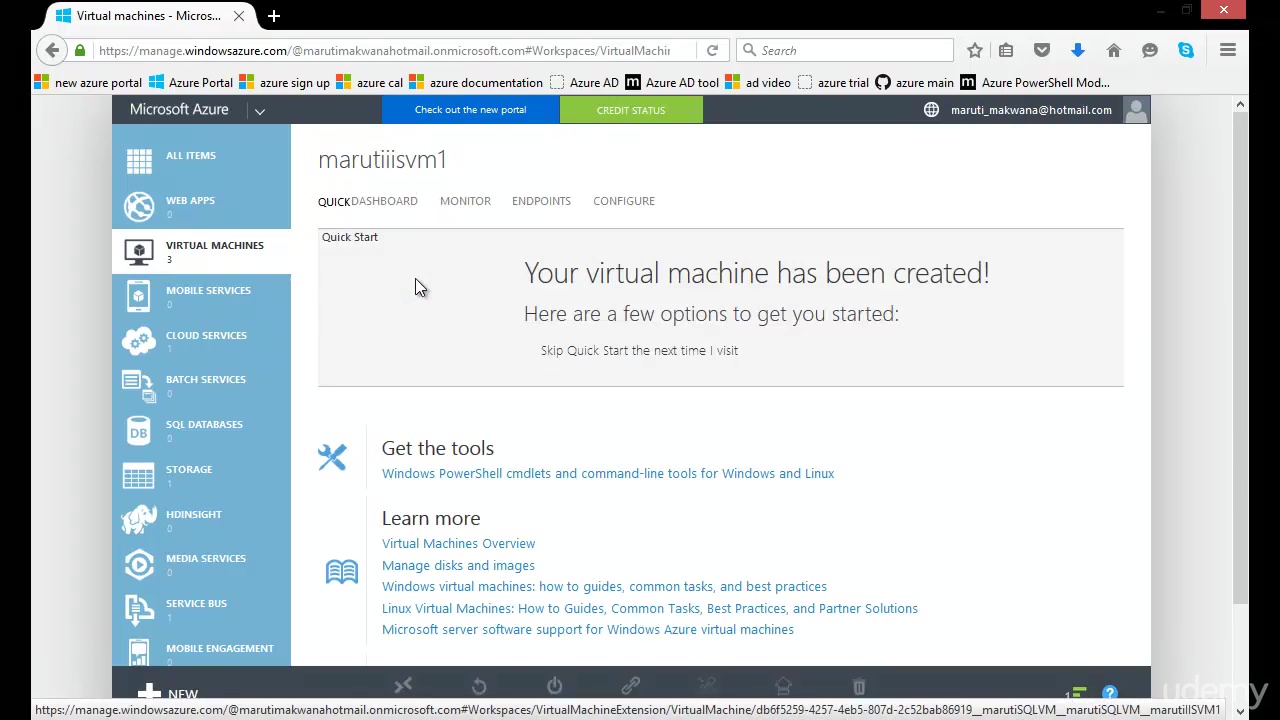 Virtual machines - Micros...
https://manage.windowsazure.com/@marutimakwanahotmail.onmicrosoft.com#Workspaces/VirtualMachir
Search
new azure portal
Azure Portal
azure sign up
azure cal
azure documentation
Azure AD
Azure AD tool
ad video
azure trial
azure main
Azure PowerShell Mod...
Microsoft Azure
Check out the new portal
CREDIT STATUS
maruti_makwana@hotmail.com
ALL ITEMS
WEB APPS
0
VIRTUAL MACHINES
3
MOBILE SERVICES
0
CLOUD SERVICES
1
BATCH SERVICES
0
SQL DATABASES
0
STORAGE
1
HDINSIGHT
0
MEDIA SERVICES
0
SERVICE BUS
1
MOBILE ENGAGEMENT
0
marutiiisvm1
QUICK DASHBOARD MONITOR ENDPOINTS CONFIGURE
Quick Start
Your virtual machine has been created!
Here are a few options to get you started:
Skip Quick Start the next time I visit
Get the tools
Windows PowerShell cmdlets and command-line tools for Windows and Linux
Learn more
Virtual Machines Overview
Manage disks and images
Windows virtual machines: how to guides, common tasks, and best practices
Linux Virtual Machines: How to Guides, Common Tasks, Best Practices, and Partner Solutions
Microsoft server software support for Windows Azure virtual machines
NEW
1
?
https://manage.windowsazure.com/@marutimakwanahotmail.onmicrosoft.com#Workspaces/VirtualMachineExtension/VirtualMachine/db6f5259-4257-4eb5-807d-2c52bab86919__marutiSQLVM__marutiSQLVM__marutiIISVM1
udemy